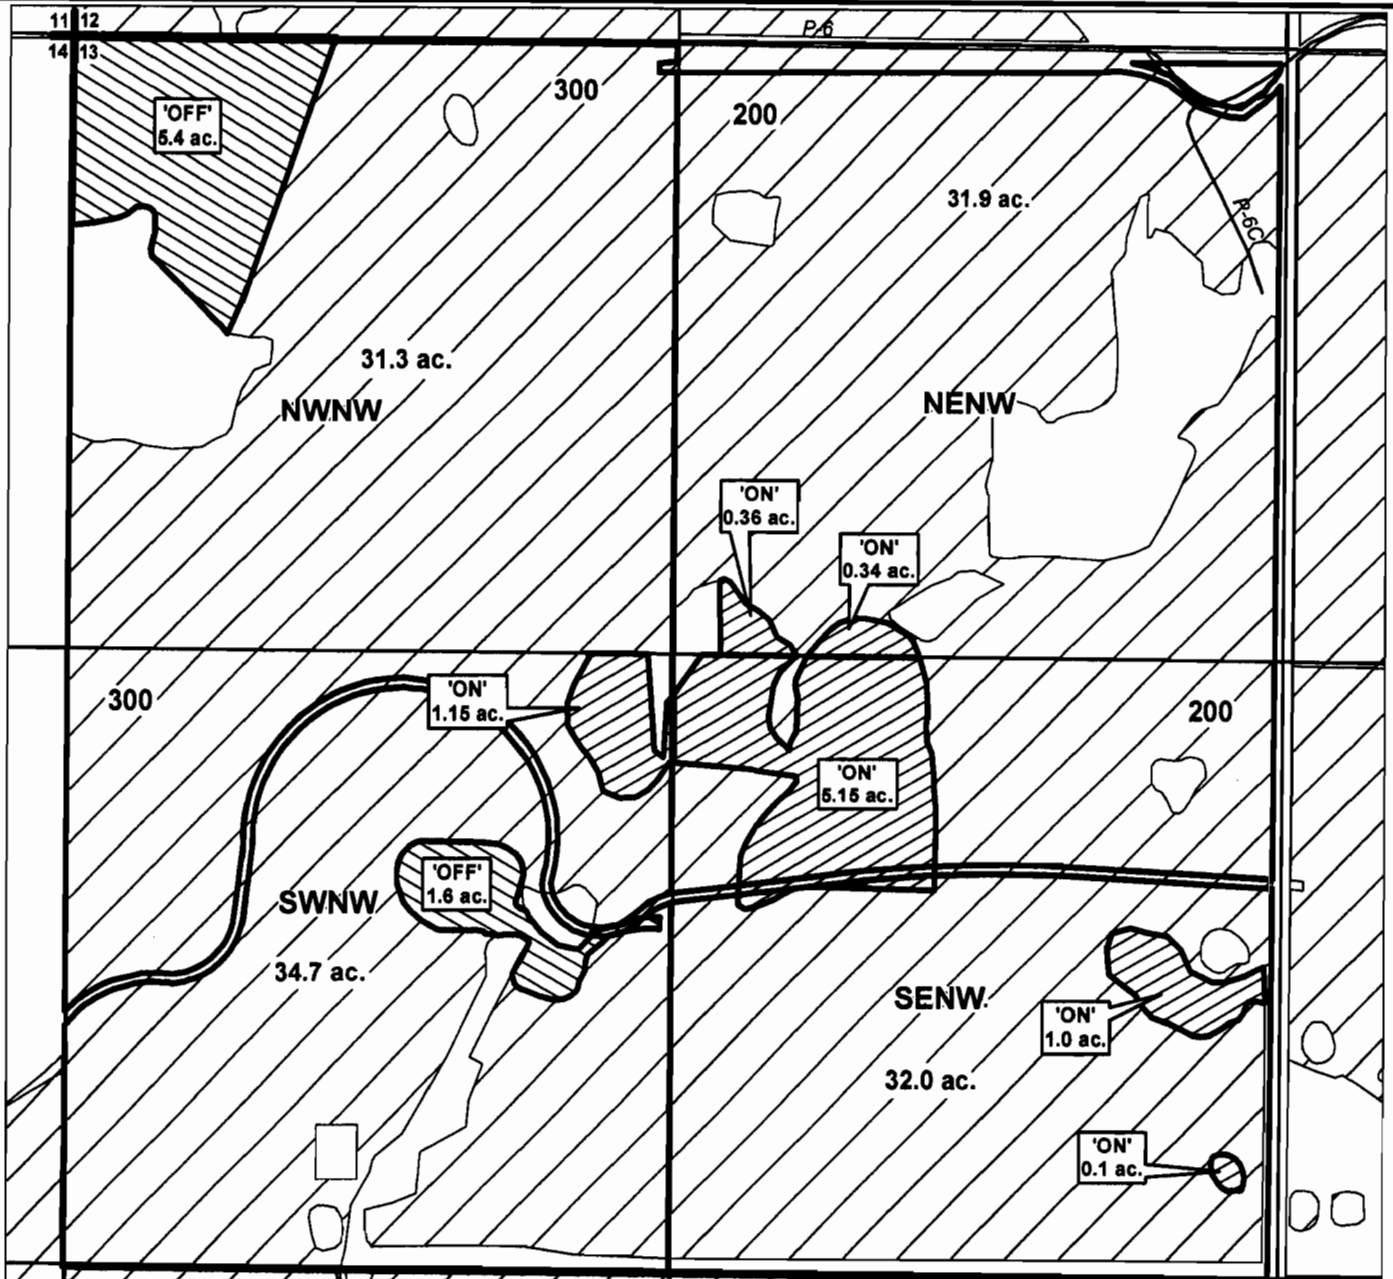 11 12
14 13
P-6
'OFF'
5.4 ac.
300
200
31.9 ac.
R-6C
31.3 ac.
NWNW
NENW
'ON'
0.36 ac.
'ON'
0.34 ac.
300
'ON'
1.15 ac.
200
'ON'
5.15 ac.
'OFF'
1.6 ac.
SWNW
34.7 ac.
SENW
'ON'
1.0 ac.
32.0 ac.
'ON'
0.1 ac.